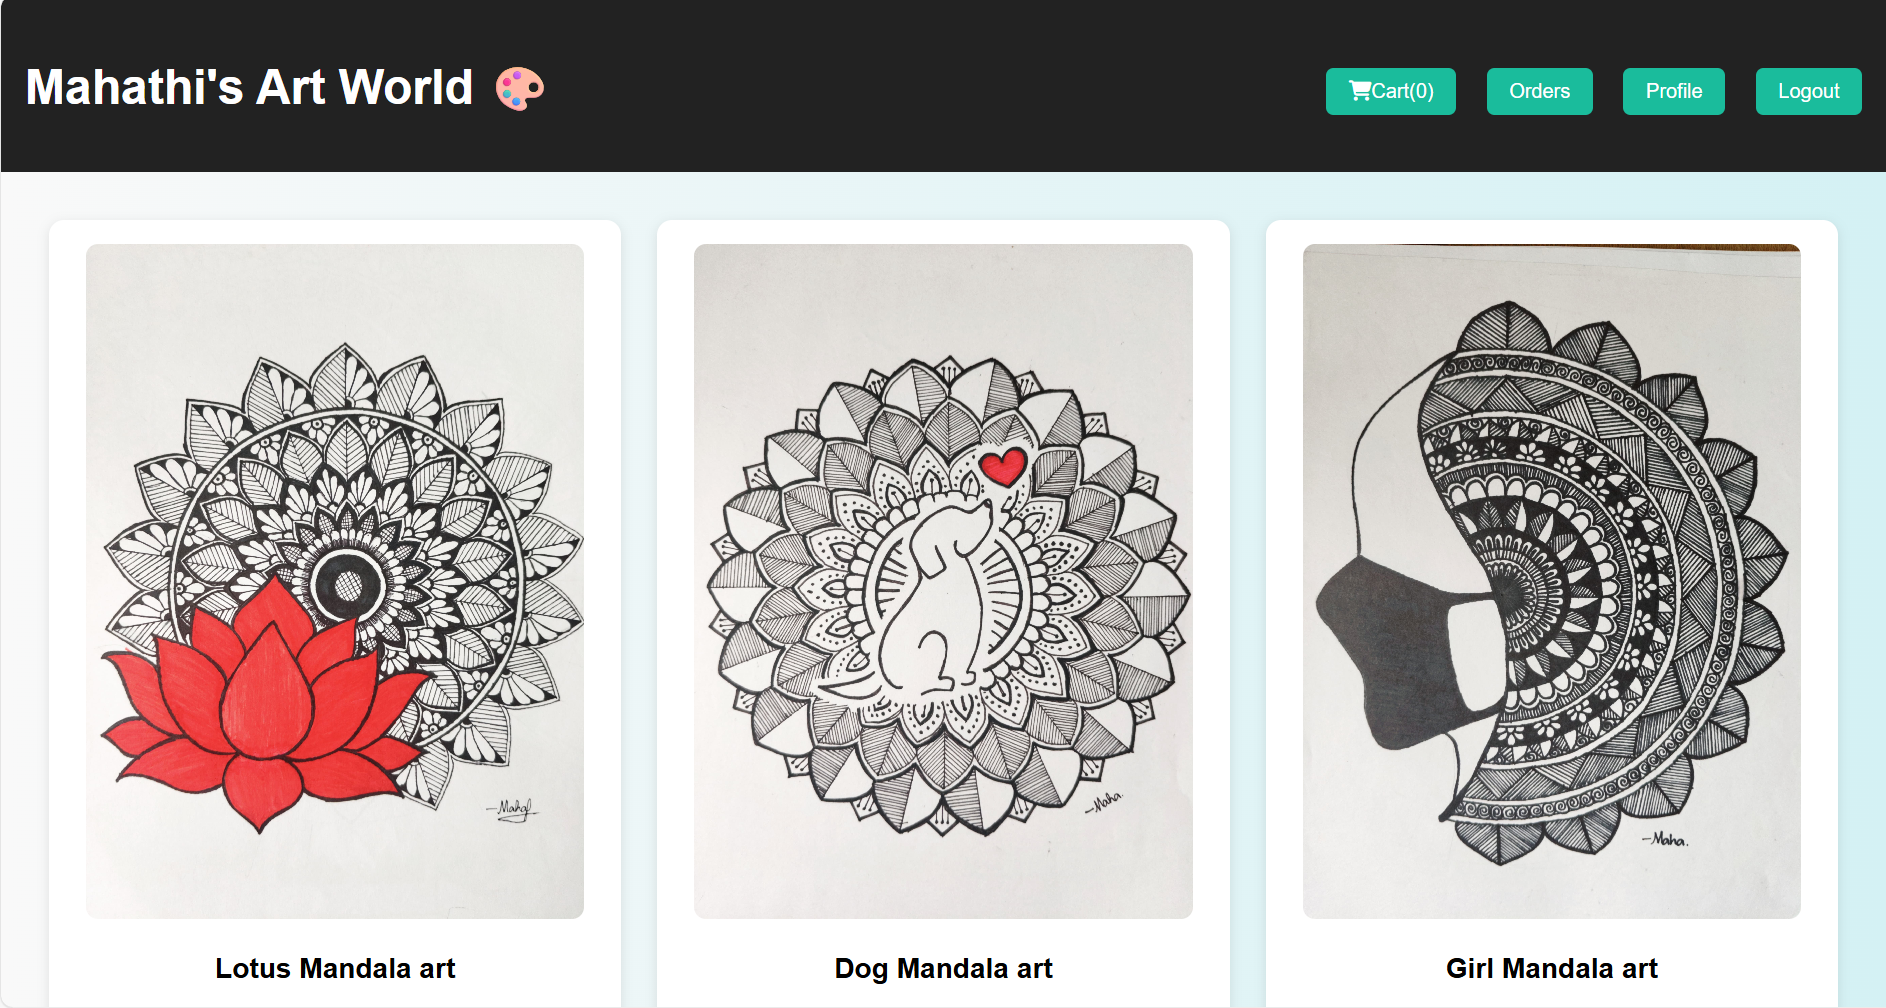 Mahathi's Art World 🎨
Cart(0)
Orders
Profile
Logout
-Maha.
-Maha.
Lotus Mandala art
Dog Mandala art
Girl Mandala art